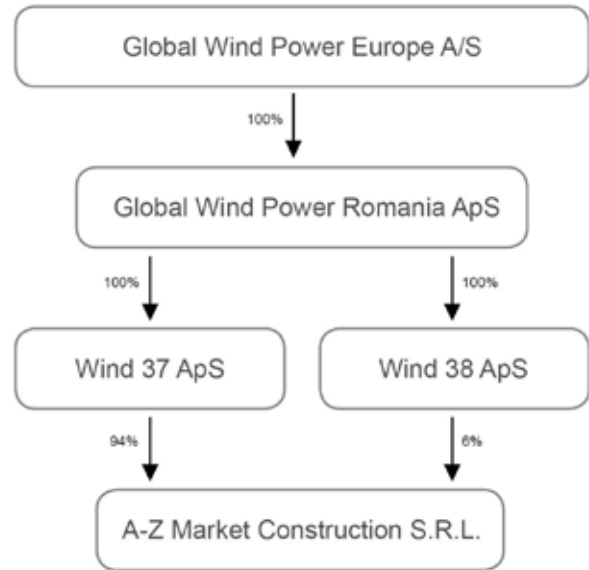 Global Wind Power Europe A/S
100%
Global Wind Power Romania ApS
100%
100%
Wind 37 ApS
Wind 38 ApS
94%
6%
A-Z Market Construction S.R.L.